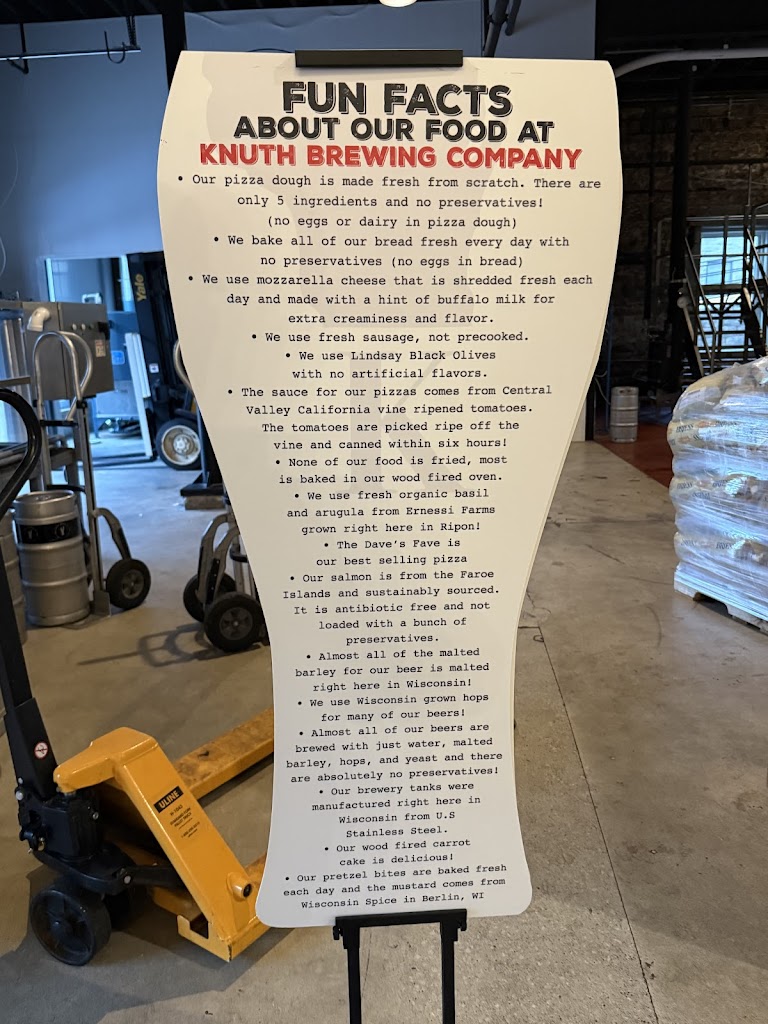 FUN FACTS
ABOUT OUR FOOD AT
KNUTH BREWING COMPANY
• Our pizza dough is made fresh from scratch. There are
only 5 ingredients and no preservatives!
(no eggs or dairy in pizza dough)
• We bake all of our bread fresh every day with
no preservatives (no eggs in bread)
• We use mozzarella cheese that is shredded fresh each
day and made with a hint of buffalo milk for
extra creaminess and flavor.
• We use fresh sausage, not precooked.
• We use Lindsay Black Olives
with no artificial flavors.
• The sauce for our pizzas comes from Central
Valley California vine ripened tomatoes.
The tomatoes are picked ripe off the
vine and canned within six hours!
• None of our food is fried, most
is baked in our wood fired oven.
• We use fresh organic basil
and arugula from Ernessi Farms
grown right here in Ripon!
• The Dave's Fave is
our best selling pizza
• Our salmon is from the Faroe
Islands and sustainably sourced.
It is antibiotic free and not
loaded with a bunch of
preservatives.
• Almost all of the malted
barley for our beer is malted
right here in Wisconsin!
• We use Wisconsin grown hops
for many of our beers!
• Almost all of our beers are
brewed with just water, malted
barley, hops, and yeast and there
are absolutely no preservatives!
• Our brewery tanks were
manufactured right here in
Wisconsin from U.S
Stainless Steel.
• Our wood fired carrot
cake is delicious!
• Our pretzel bites are baked fresh
each day and the mustard comes from
Wisconsin Spice in Berlin, WI
Yale
ULINE